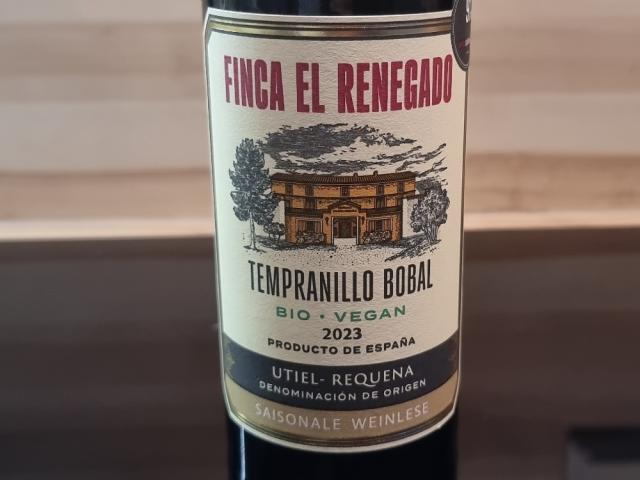 FINCA EL RENEGADO
TEMPRANILLO BOBAL
BIO • VEGAN
2023
PRODUCTO DE ESPAÑA
UTIEL- REQUENA
DENOMINACIÓN DE ORIGEN
SAISONALE WEINLESE